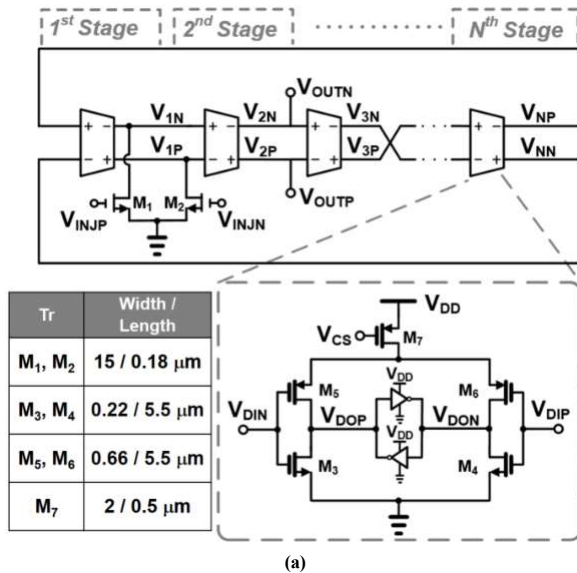 1st Stage 2nd Stage Nth Stage
+ − + − + − + −
− + − + − + − +
V1N V2N VOUTN V3N VNP
V1P V2P VOUTP V3P VNN
VINJP M1 M2 VINJN
Tr Width / Length
M1, M2 15 / 0.18 μm
M3, M4 0.22 / 5.5 μm
M5, M6 0.66 / 5.5 μm
M7 2 / 0.5 μm
VDD
VCS M7
M5 VDD M6
VDIN VDOP VDON VDIP
VDD
M3 M4
(a)